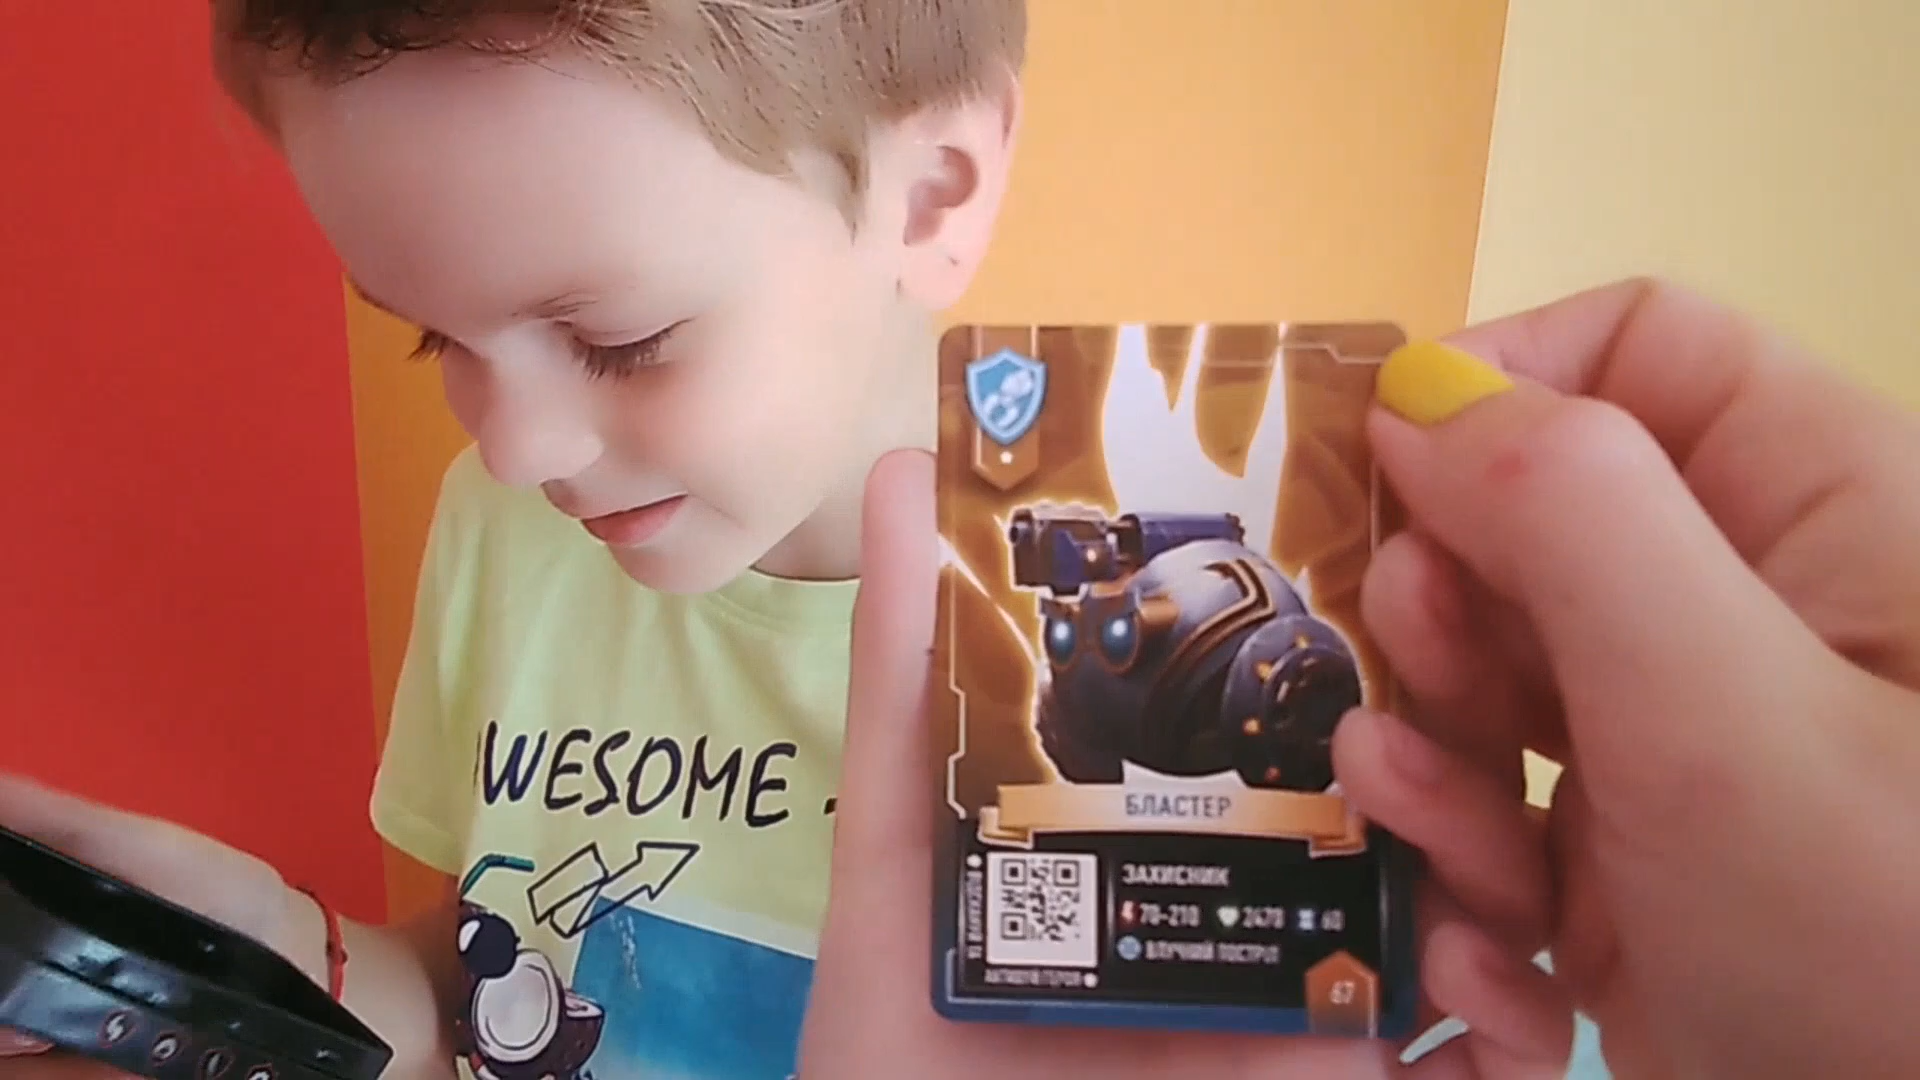 WESOME
БЛАСТЕР
ЗАХИСНИК
70-210 2470 60
ВЛУЧНИЙ ПОСТРІЛ
АКТИВУЙ ГЕРОЯ
67